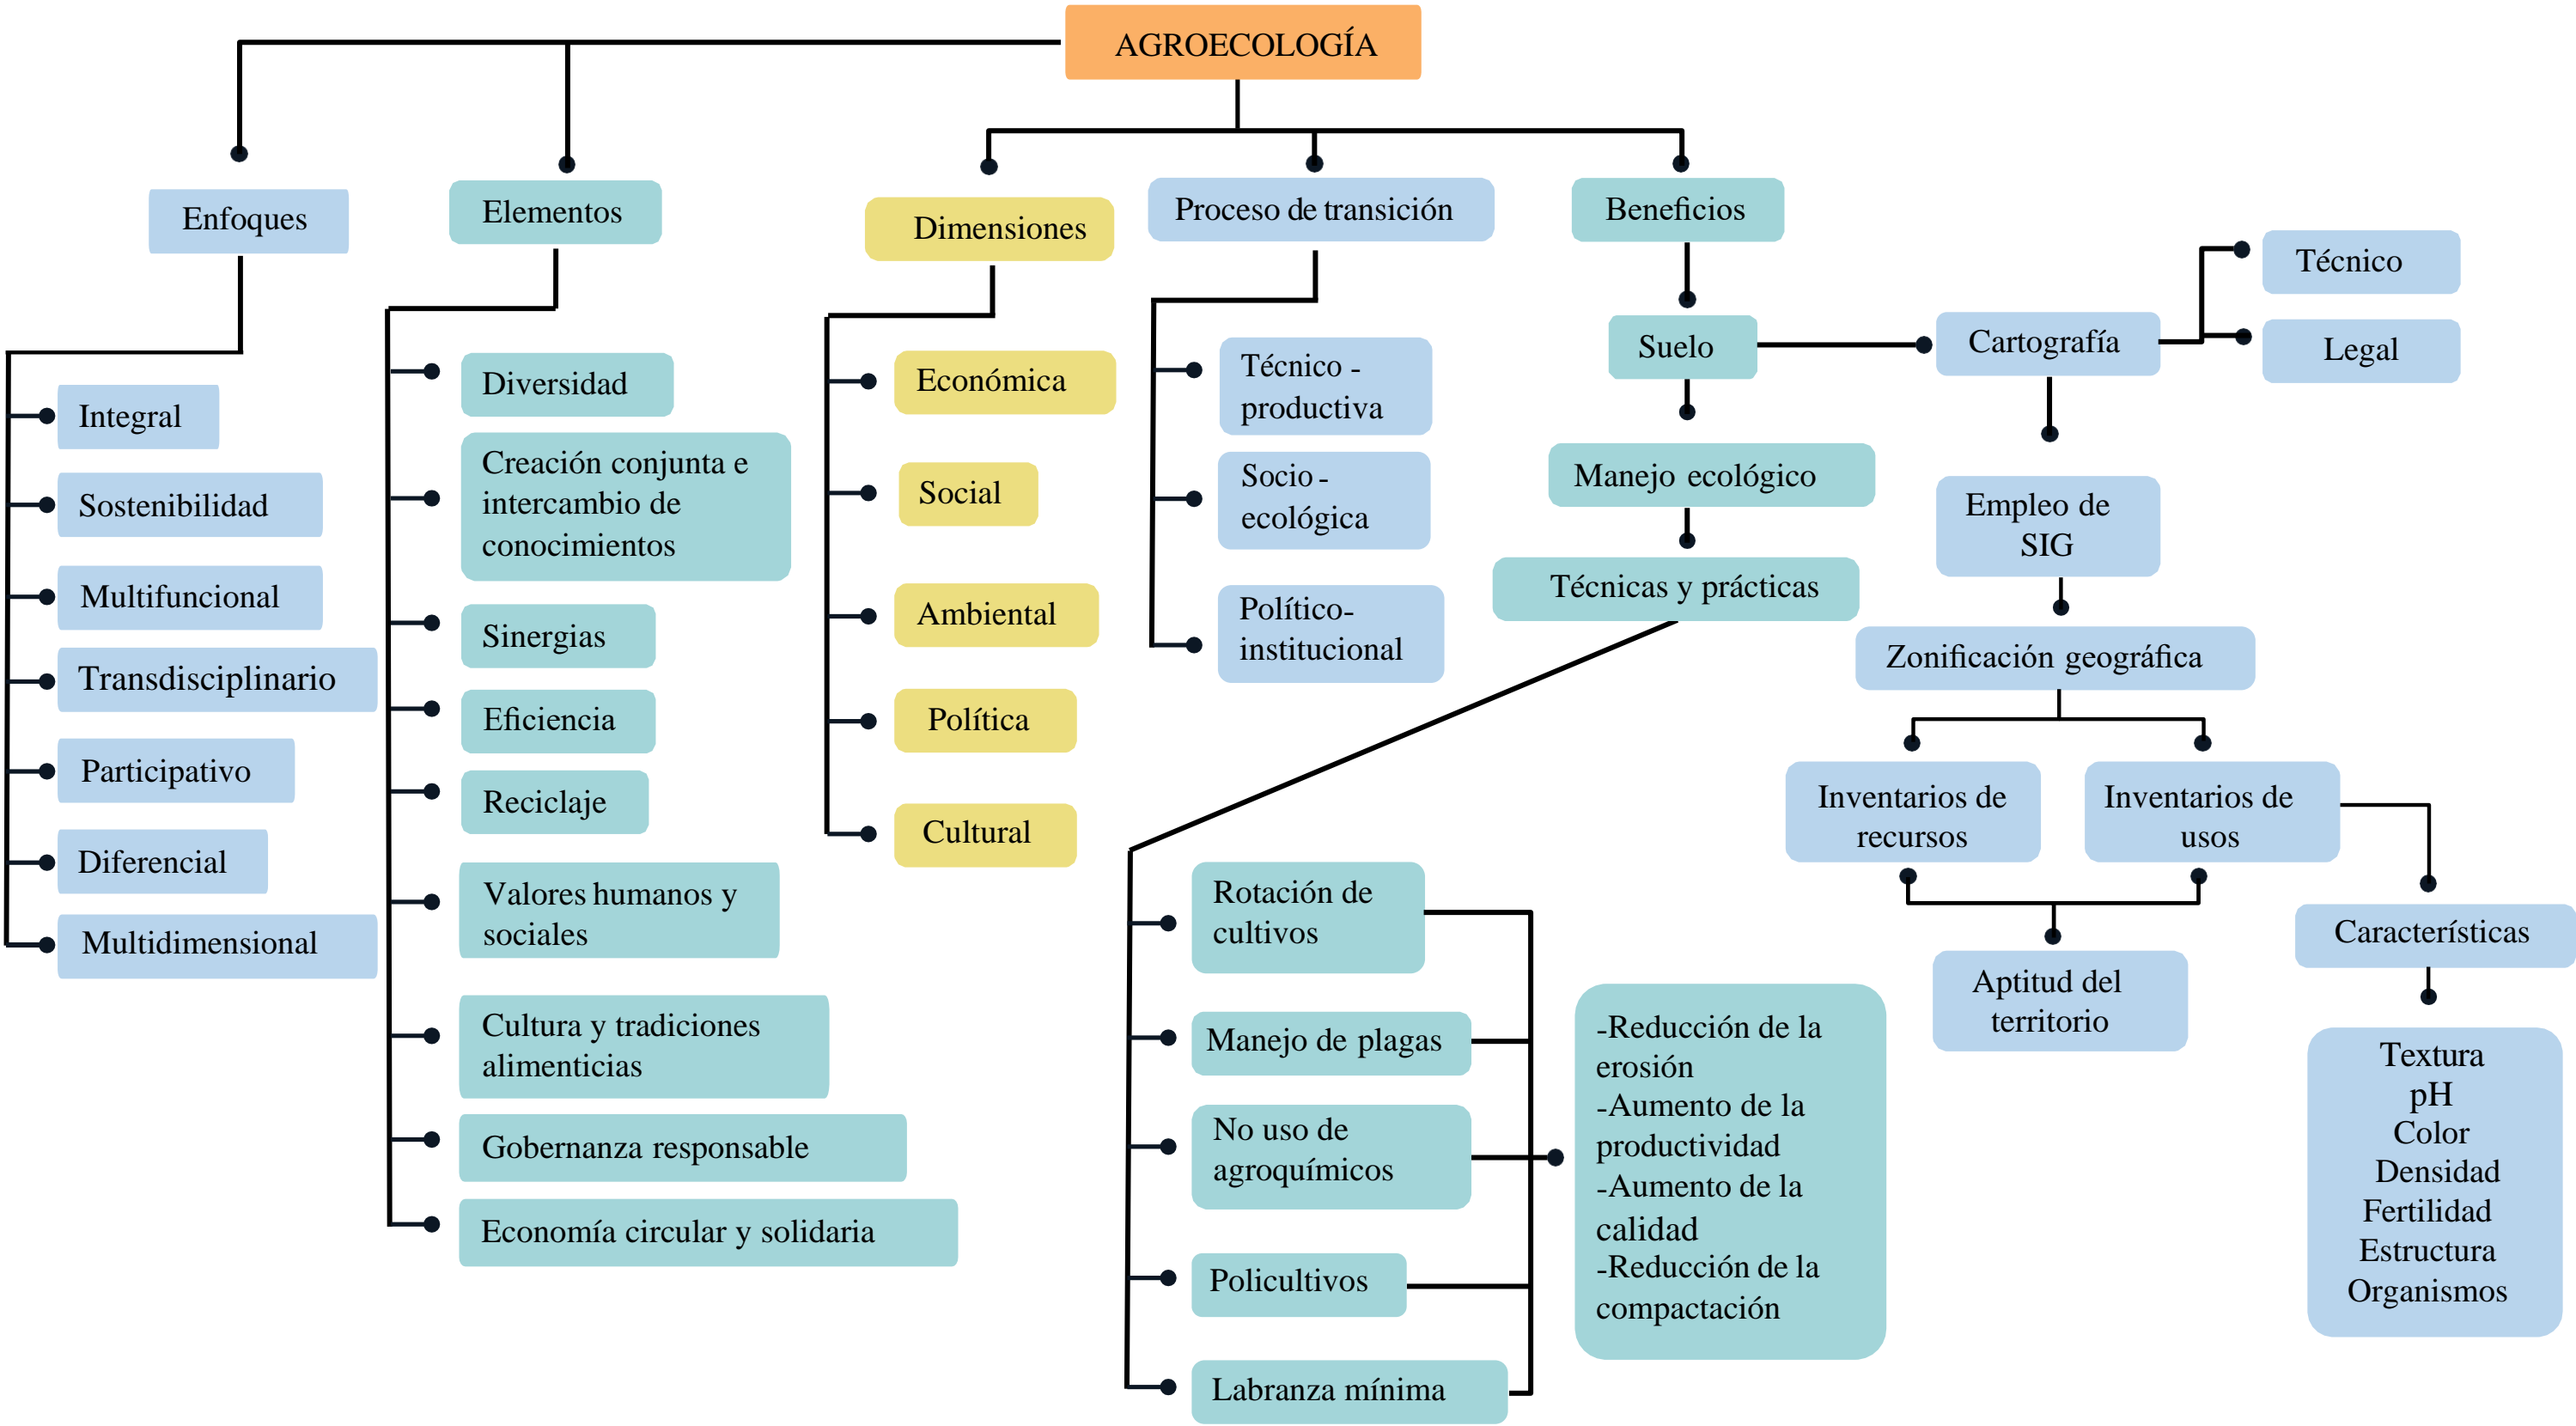 AGROECOLOGÍA
Enfoques
Integral
Sostenibilidad
Multifuncional
Transdisciplinario
Participativo
Diferencial
Multidimensional
Elementos
Diversidad
Creación conjunta e
intercambio de
conocimientos
Sinergias
Eficiencia
Reciclaje
Valores humanos y
sociales
Cultura y tradiciones
alimenticias
Gobernanza responsable
Economía circular y solidaria
Dimensiones
Económica
Social
Ambiental
Política
Cultural
Proceso de transición
Técnico -
productiva
Socio -
ecológica
Político-
institucional
Beneficios
Suelo
Manejo ecológico
Técnicas y prácticas
Rotación de
cultivos
Manejo de plagas
No uso de
agroquímicos
Policultivos
Labranza mínima
-Reducción de la
erosión
-Aumento de la
productividad
-Aumento de la
calidad
-Reducción de la
compactación
Cartografía
Técnico
Legal
Empleo de
SIG
Zonificación geográfica
Inventarios de
recursos
Inventarios de
usos
Aptitud del
territorio
Características
Textura
pH
Color
Densidad
Fertilidad
Estructura
Organismos